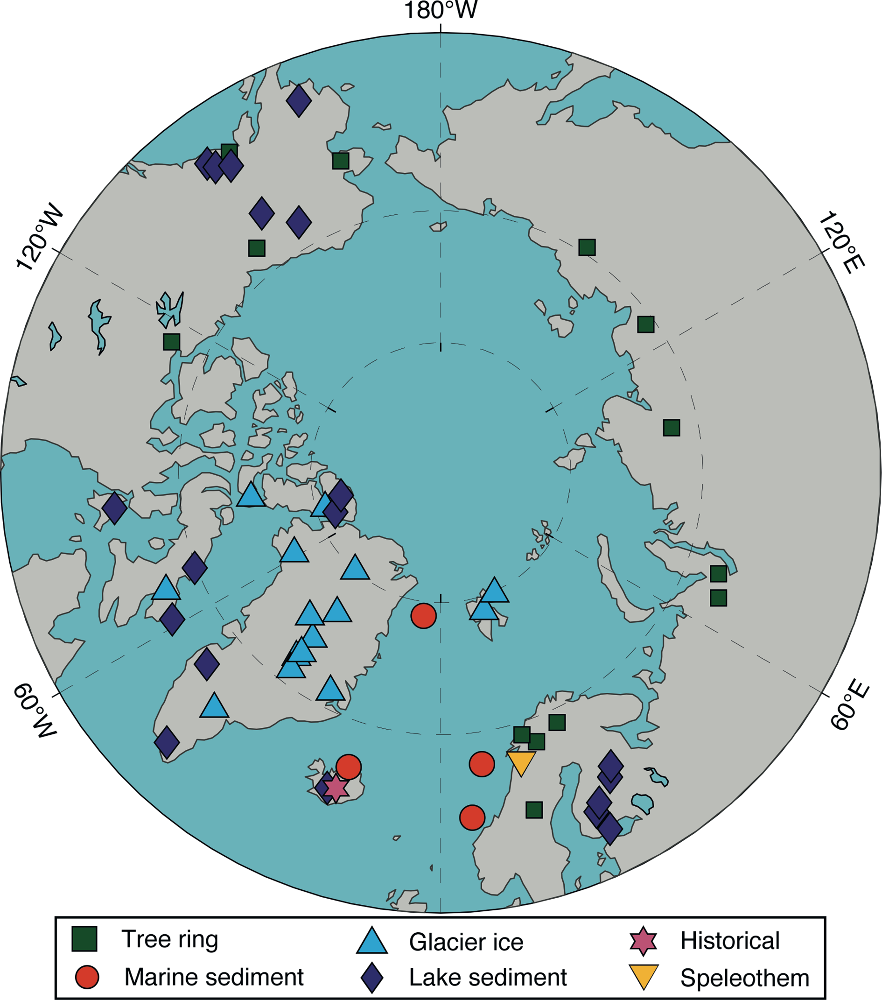 180°W
120°W
120°E
60°W
60°E
Tree ring
Glacier ice
Historical
Marine sediment
Lake sediment
Speleothem